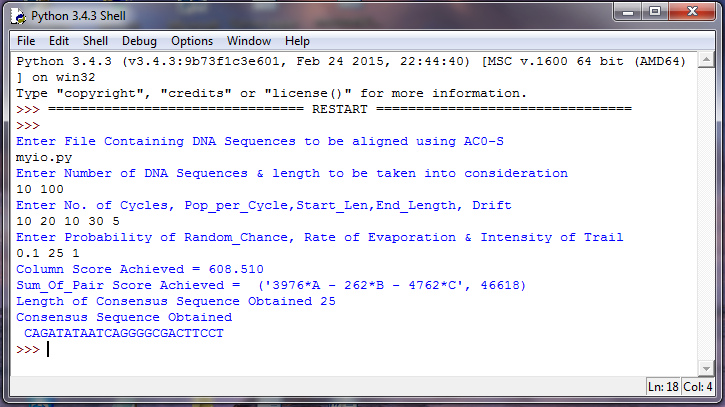 Python 3.4.3 Shell
File Edit Shell Debug Options Window Help
Python 3.4.3 (v3.4.3:9b73f1c3e601, Feb 24 2015, 22:44:40) [MSC v.1600 64 bit (AMD64)
] on win32
Type "copyright", "credits" or "license()" for more information.
>>> ================================ RESTART ================================
>>>
Enter File Containing DNA Sequences to be aligned using AC0-S
myio.py
Enter Number of DNA Sequences & length to be taken into consideration
10 100
Enter No. of Cycles, Pop_per_Cycle,Start_Len,End_Length, Drift
10 20 10 30 5
Enter Probability of Random_Chance, Rate of Evaporation & Intensity of Trail
0.1 25 1
Column Score Achieved = 608.510
Sum_Of_Pair Score Achieved =  ('3976*A - 262*B - 4762*C', 46618)
Length of Consensus Sequence Obtained 25
Consensus Sequence Obtained
CAGATATAATCAGGGGCGACTTCCT
>>>
Ln: 18 Col: 4